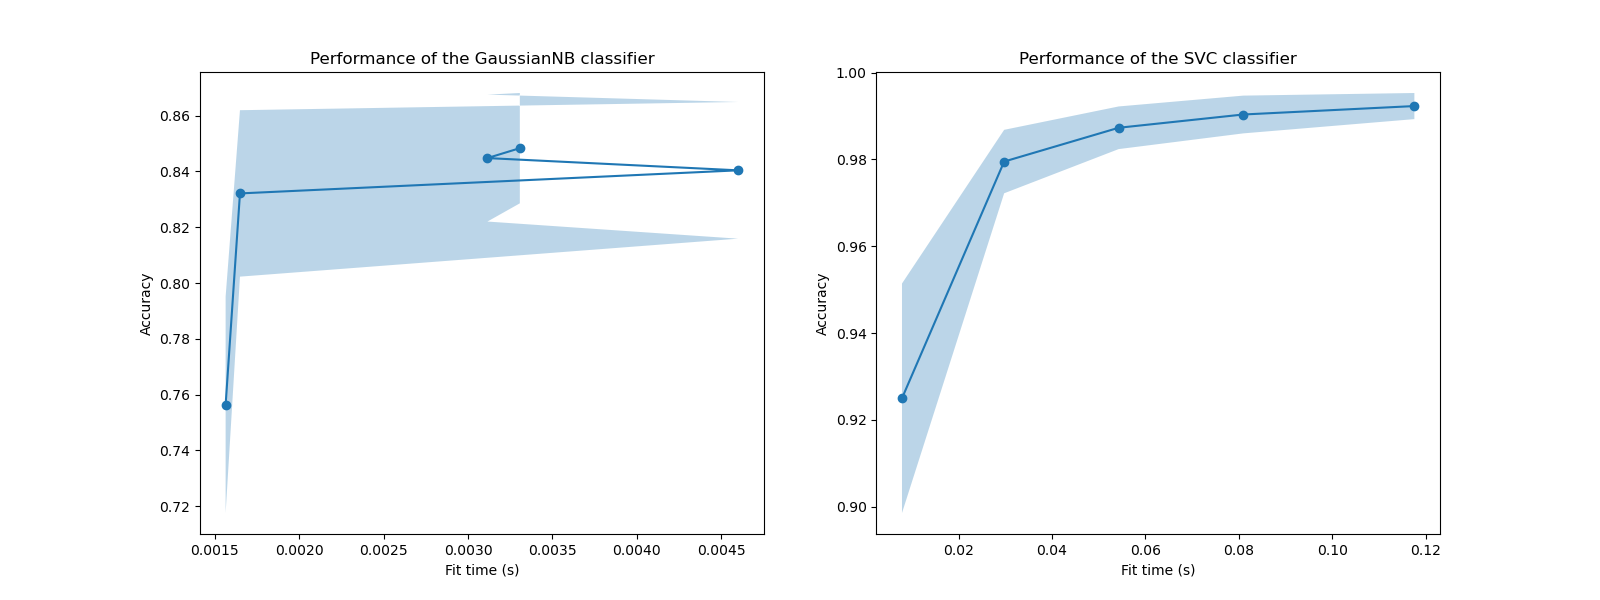 Performance of the GaussianNB classifier
0.86
0.84
0.82
0.80
0.78
0.76
0.74
0.72
Accuracy
0.0015 0.0020 0.0025 0.0030 0.0035 0.0040 0.0045
Fit time (s)
Performance of the SVC classifier
1.00
0.98
0.96
0.94
0.92
0.90
Accuracy
0.02 0.04 0.06 0.08 0.10 0.12
Fit time (s)